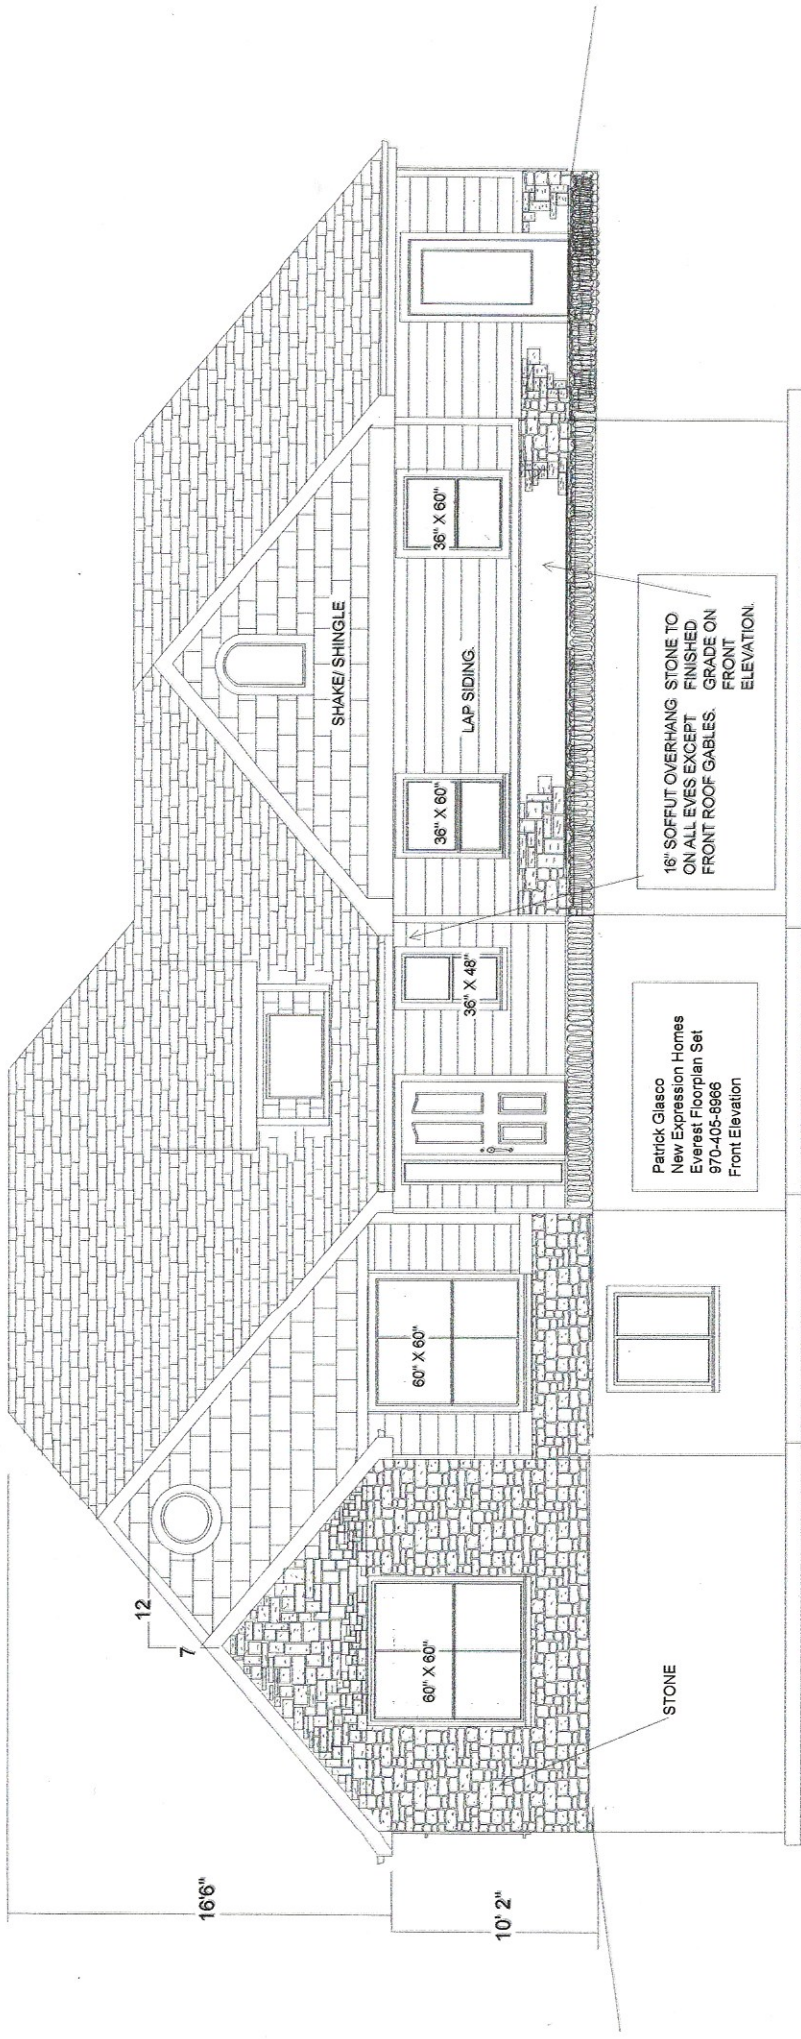 16'6"
10' 2"
12
7
60" X 60"
60" X 60"
36" X 48"
36" X 60"
36" X 60"
SHAKE/ SHINGLE
LAP SIDING.
STONE
Patrick Glasco
New Expression Homes
Everest Floorplan Set
970-405-8966
Front Elevation
16" SOFFUT OVERHANG
ON ALL EVES EXCEPT
FRONT ROOF GABLES.
STONE TO
FINISHED
GRADE ON
FRONT
ELEVATION.